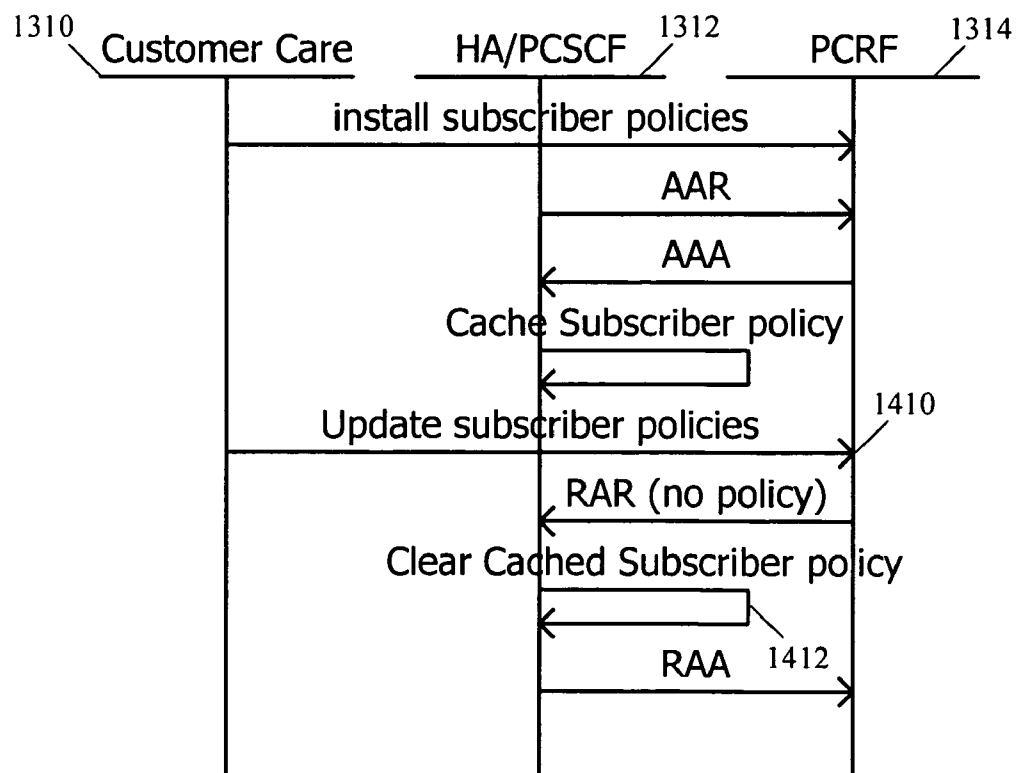 1310 Customer Care HA/PCSCF 1312 PCRF 1314
install subscriber policies
AAR
AAA
Cache Subscriber policy
Update subscriber policies 1410
RAR (no policy)
Clear Cached Subscriber policy
1412
RAA